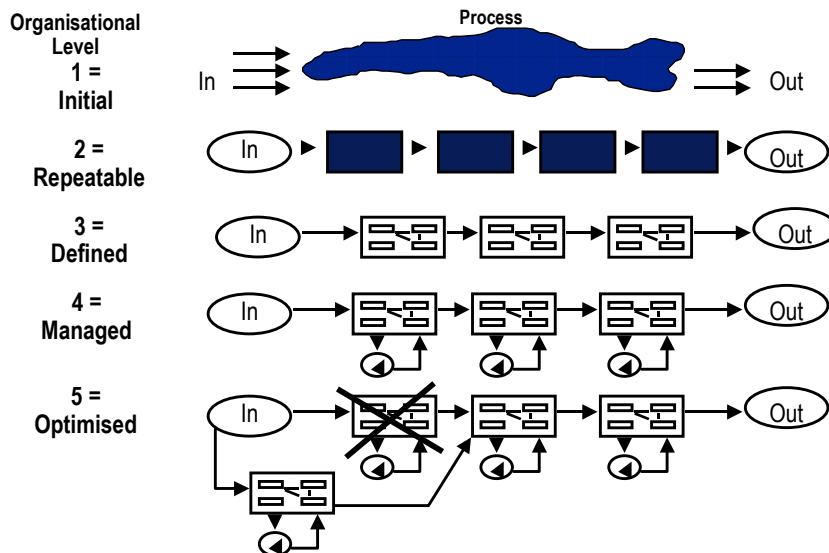 Organisational
Level
Process
1 =
Initial
In
Out
2 =
Repeatable
In
Out
3 =
Defined
In
Out
4 =
Managed
In
Out
5 =
Optimised
In
Out